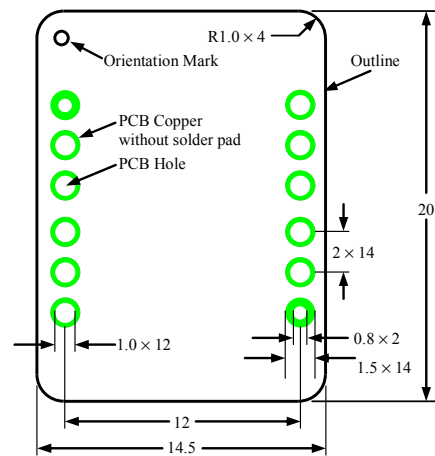 R1.0 × 4
Orientation Mark
Outline
PCB Copper
without solder pad
PCB Hole
20
2 × 14
1.0 × 12
0.8 × 2
1.5 × 14
12
14.5